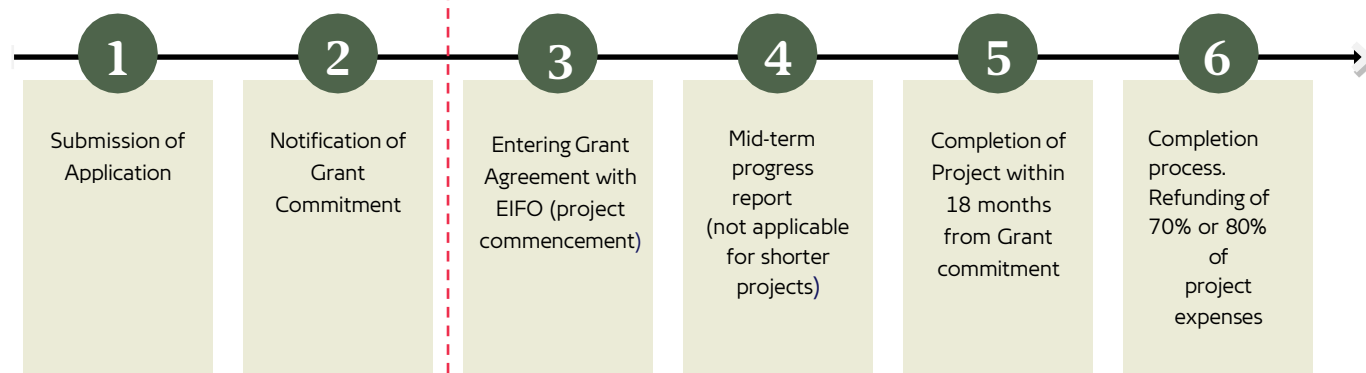 1
2
3
4
5
6
Submission of
Application
Notification of
Grant
Commitment
Entering Grant
Agreement with
EIFO (project
commencement)
Mid-term
progress
report
(not applicable
for shorter
projects)
Completion of
Project within
18 months
from Grant
commitment
Completion
process.
Refunding of
70% or 80%
of
project
expenses